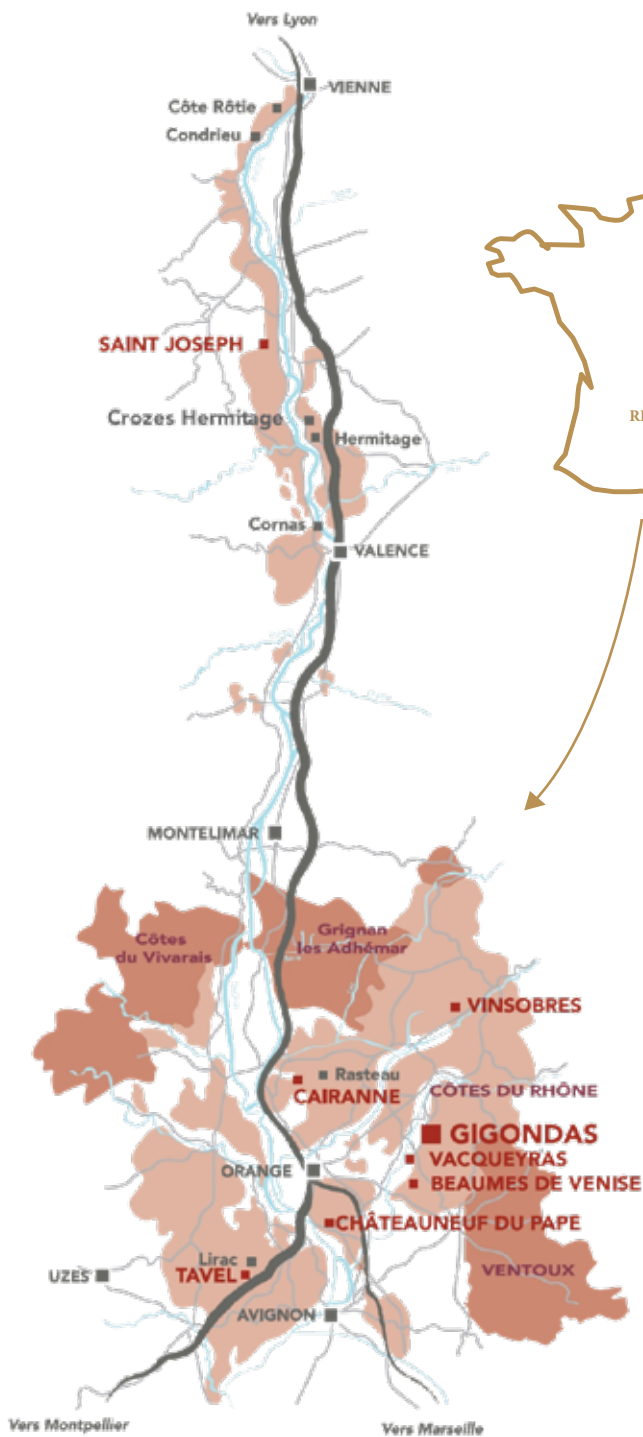 Vers Lyon
VIENNE
Côte Rôtie
Condrieu
SAINT JOSEPH
Crozes Hermitage
Hermitage
Cornas
VALENCE
MONTELIMAR
Côtes
du Vivarais
Grignan
les Adhémar
VINSOBRES
Rasteau
CAIRANNE
CÔTES DU RHÔNE
GIGONDAS
VACQUEYRAS
ORANGE
BEAUMES DE VENISE
CHÂTEAUNEUF DU PAPE
Lirac
TAVEL
UZES
VENTOUX
AVIGNON
Vers Montpellier
Vers Marseille